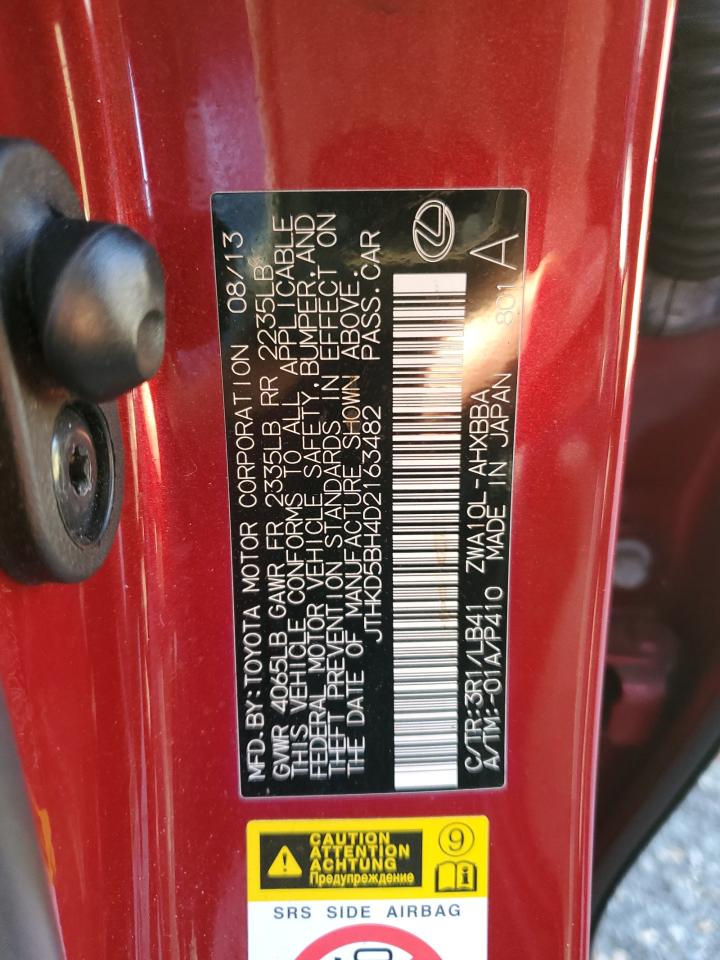 MFD.BY:TOYOTA MOTOR CORPORATION 08/13
GVWR 4065LB GAWR FR 2335LB RR 2235LB
THIS VEHICLE CONFORMS TO ALL APPLICABLE
FEDERAL MOTOR VEHICLE SAFETY,BUMPER,AND
THEFT PREVENTION STANDARDS IN EFFECT ON
THE DATE OF MANUFACTURE SHOWN ABOVE.
JTHKD5BH4D2163482 PASS.CAR
C/TR:3R1/LB41 ZWA10L-AHXBBA
A/TM:-01A/P410 MADE IN JAPAN 801 A
CAUTION
ATTENTION
ACHTUNG
Предупреждение
9
SRS SIDE AIRBAG